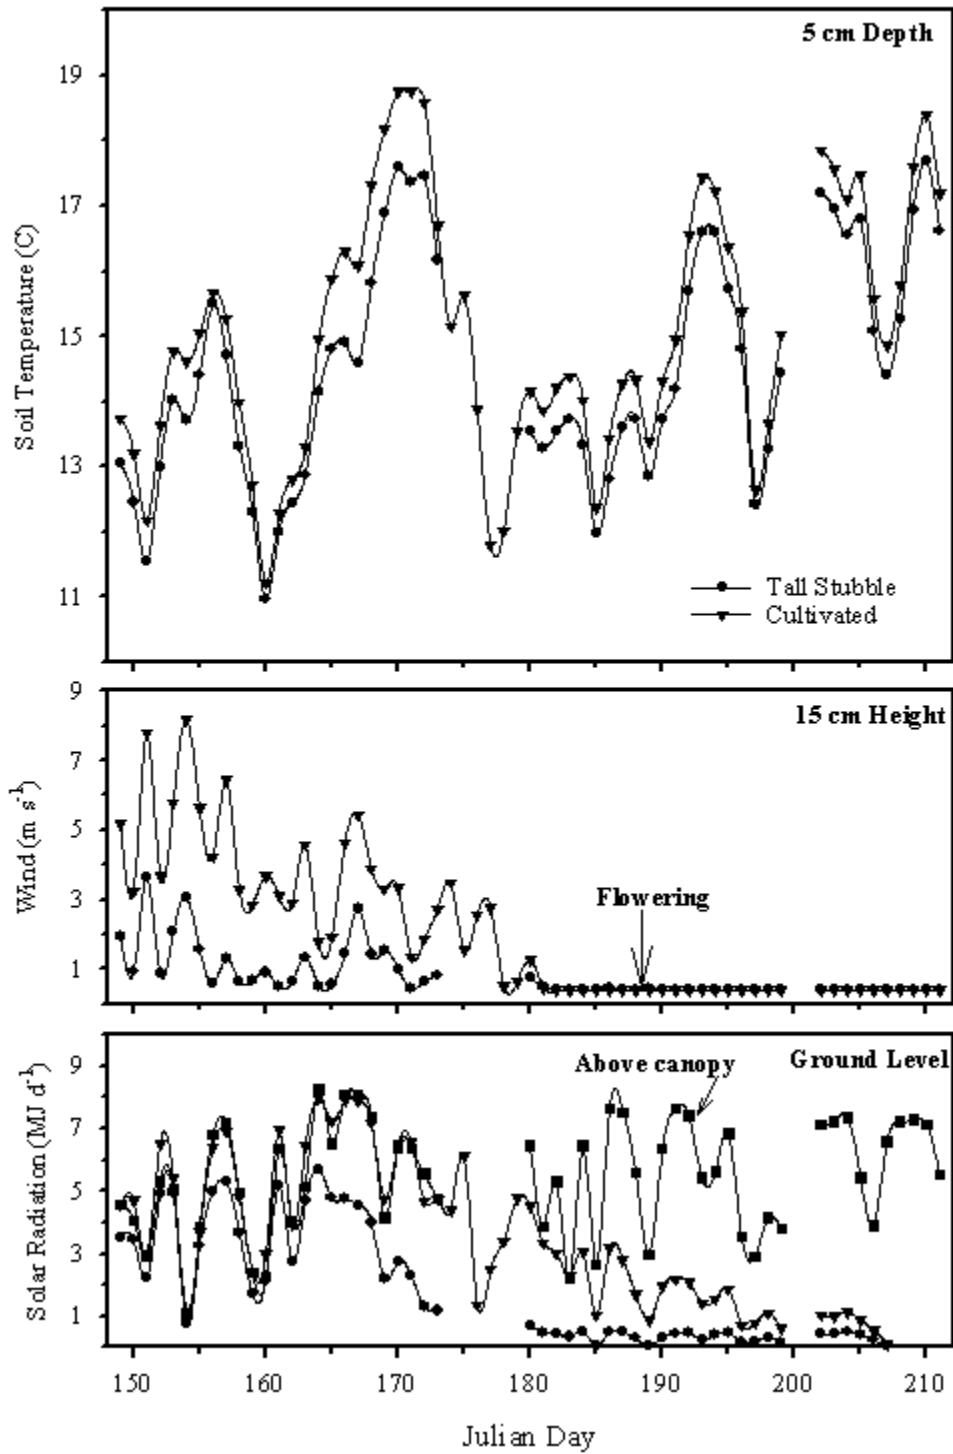 5 cm Depth
19
17
15
13
11
Soil Temperature (C)
Tall Stubble
Cultivated
15 cm Height
9
7
5
3
1
Wind (m s-1)
Flowering
Ground Level
Above canopy
9
7
5
3
1
Solar Radiation (MJ d-1)
150 160 170 180 190 200 210
Julian Day